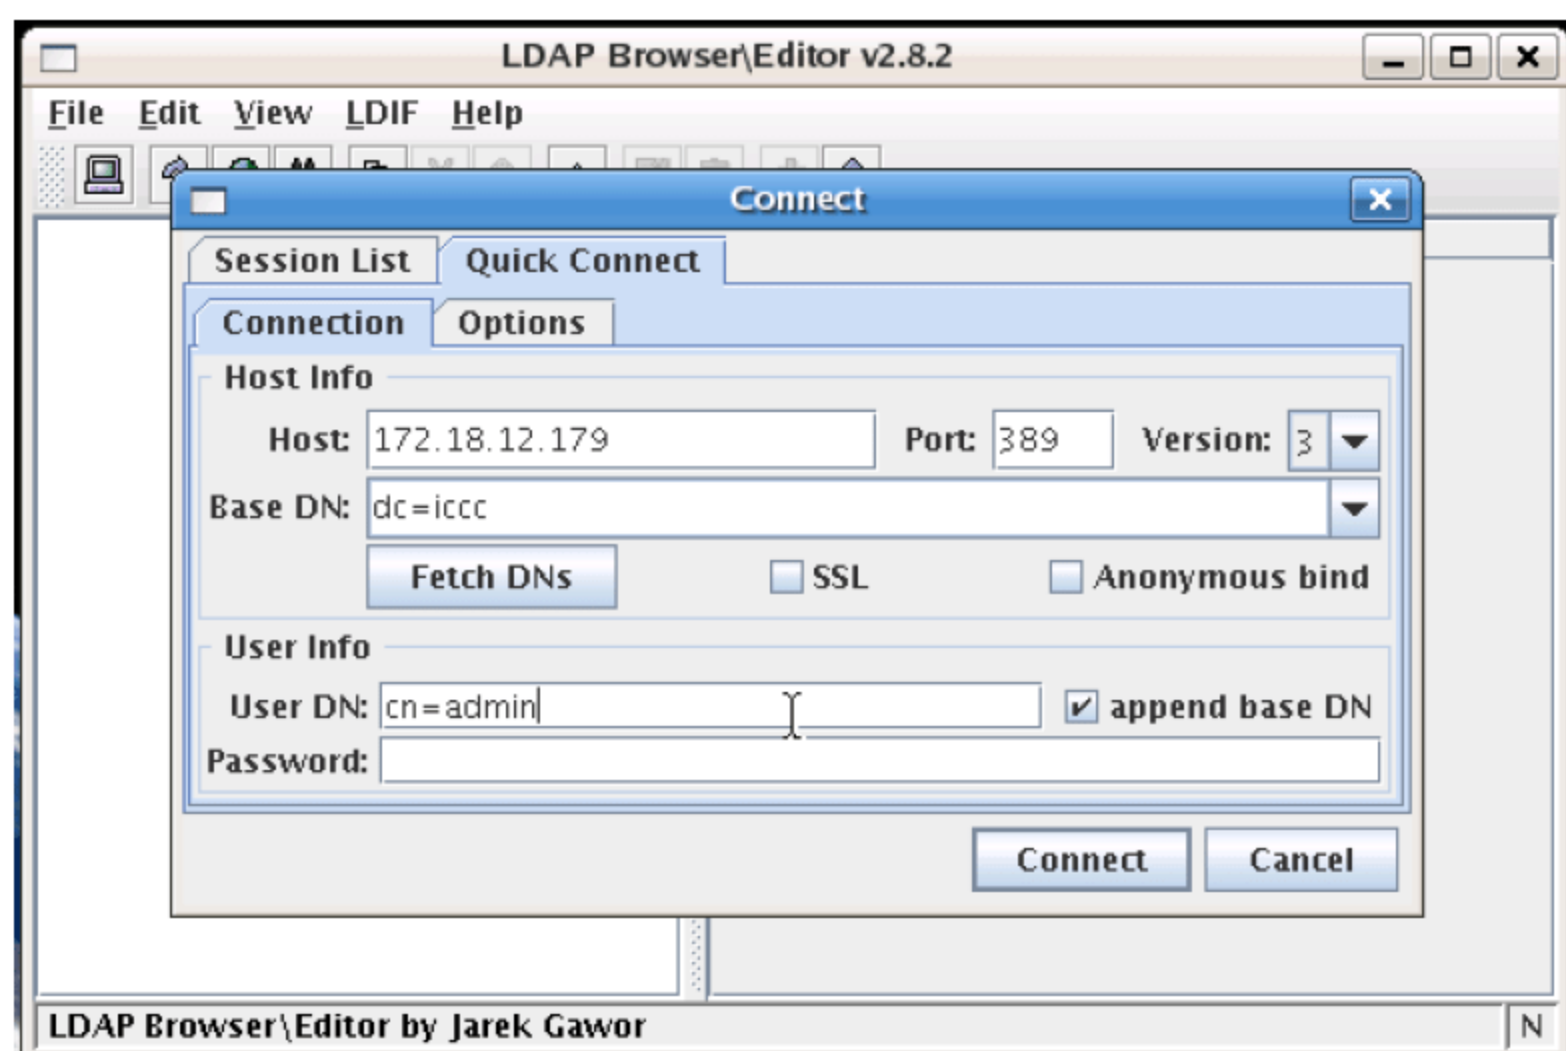 LDAP Browser\Editor v2.8.2
File Edit View LDIF Help
Connect
Session List Quick Connect
Connection Options
Host Info
Host: 172.18.12.179 Port: 389 Version: 3
Base DN: dc=iccc
Fetch DNs SSL Anonymous bind
User Info
User DN: cn=admin append base DN
Password:
Connect Cancel
LDAP Browser\Editor by Jarek Gawor N